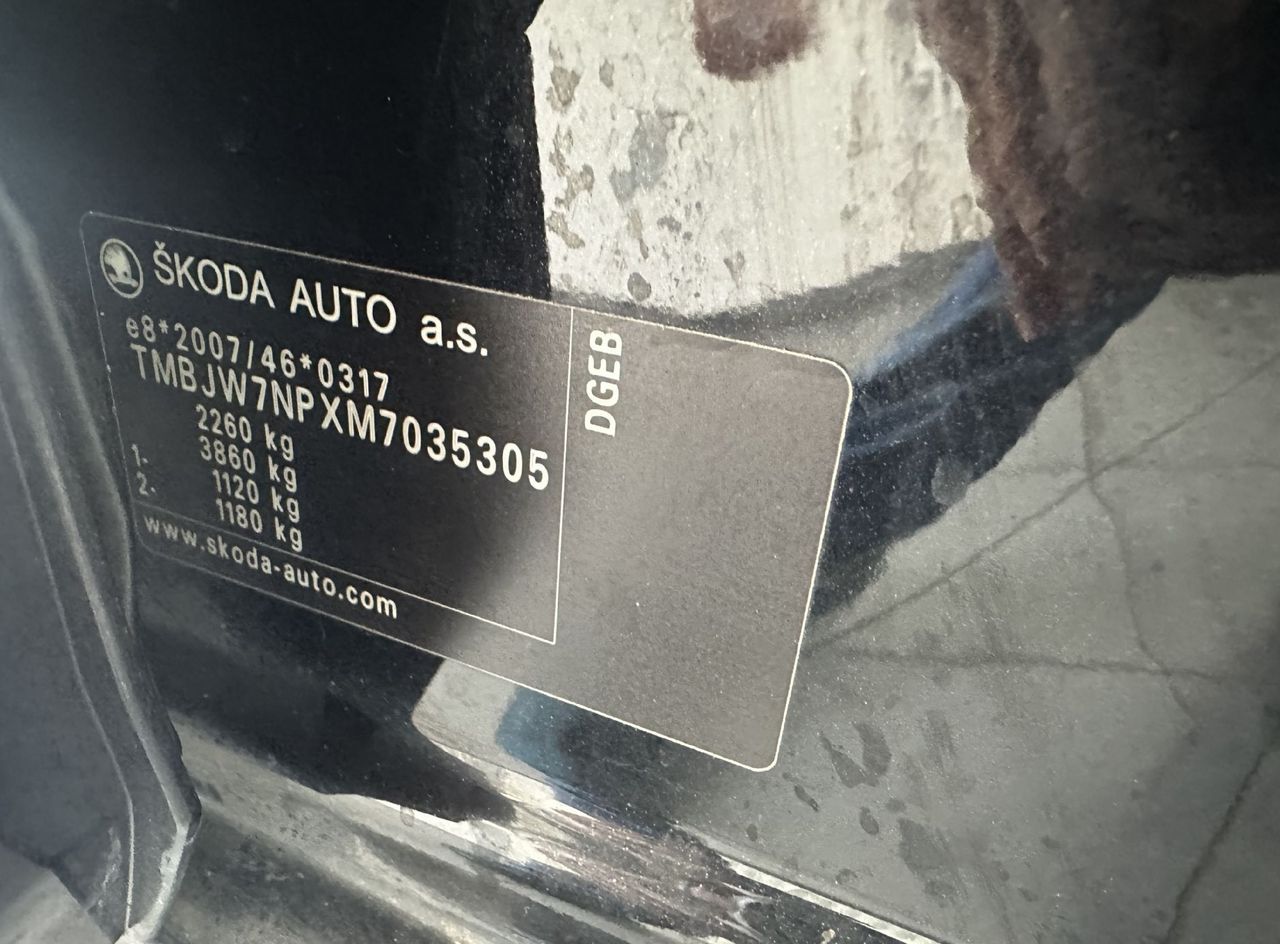 ŠKODA AUTO a.s.
e8*2007/46*0317
TMBJW7NPXM7035305
2260 kg
3860 kg
1. 1120 kg
2. 1180 kg
www.skoda-auto.com
DGEB